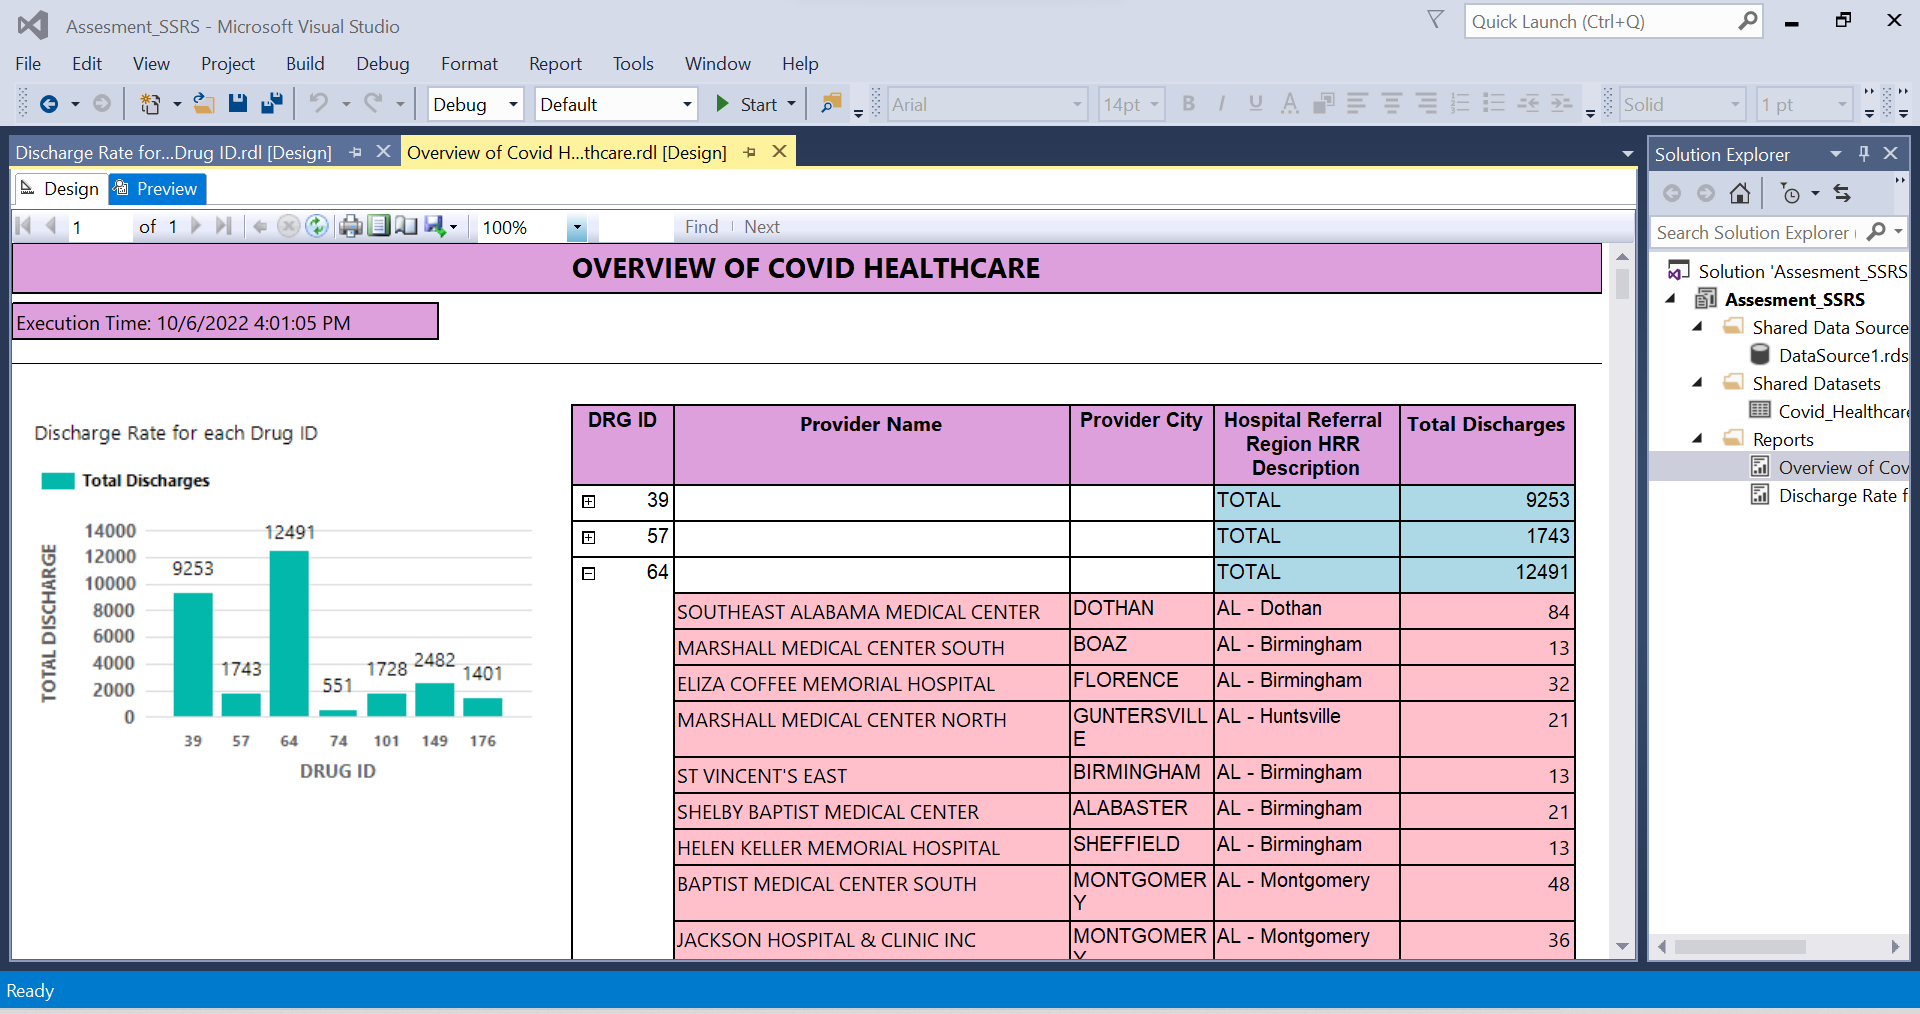 Assesment_SSRS - Microsoft Visual Studio
Quick Launch (Ctrl+Q)
File Edit View Project Build Debug Format Report Tools Window Help
Debug Default Start Arial 14pt B I U A Solid 1 pt
Discharge Rate for...Drug ID.rdl [Design]
Overview of Covid H...thcare.rdl [Design]
Design Preview
1 of 1 100% Find Next
OVERVIEW OF COVID HEALTHCARE
Execution Time: 10/6/2022 4:01:05 PM
Discharge Rate for each Drug ID
Total Discharges
TOTAL DISCHARGE
14000
12000
10000
8000
6000
4000
2000
0
9253
1743
12491
551
1728
2482
1401
39 57 64 74 101 149 176
DRUG ID
DRG ID Provider Name Provider City Hospital Referral Total Discharges
Region HRR
Description
39 TOTAL 9253
57 TOTAL 1743
64 TOTAL 12491
SOUTHEAST ALABAMA MEDICAL CENTER DOTHAN AL - Dothan 84
MARSHALL MEDICAL CENTER SOUTH BOAZ AL - Birmingham 13
ELIZA COFFEE MEMORIAL HOSPITAL FLORENCE AL - Birmingham 32
MARSHALL MEDICAL CENTER NORTH GUNTERSVILL AL - Huntsville 21
E
ST VINCENT'S EAST BIRMINGHAM AL - Birmingham 13
SHELBY BAPTIST MEDICAL CENTER ALABASTER AL - Birmingham 21
HELEN KELLER MEMORIAL HOSPITAL SHEFFIELD AL - Birmingham 13
BAPTIST MEDICAL CENTER SOUTH MONTGOMER AL - Montgomery 48
Y
JACKSON HOSPITAL & CLINIC INC MONTGOMER AL - Montgomery 36
Y
Solution Explorer
Search Solution Explorer (
Solution 'Assesment_SSRS
Assesment_SSRS
Shared Data Source
DataSource1.rds
Shared Datasets
Covid_Healthcare
Reports
Overview of Cov
Discharge Rate f
Ready